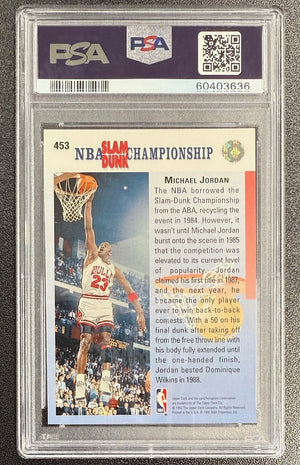 PSA
PSA
60403636
453
NBA SLAM DUNK CHAMPIONSHIP
MICHAEL JORDAN
The NBA borrowed the
Slam-Dunk Championship
from the ABA, recycling the
event in 1984. However, it
wasn't until Michael Jordan
burst onto the scene in 1985
that the competition was
elevated to its current level
of popularity. Jordan
claimed his first title in 1987,
and the next year, he
became the only player
ever to win back-to-back
contests. With a 50 on his
final dunk after taking off
from the free throw line with
his body fully extended until
the one-handed finish,
Jordan bested Dominique
Wilkins in 1988.
BULLS
23
NBA